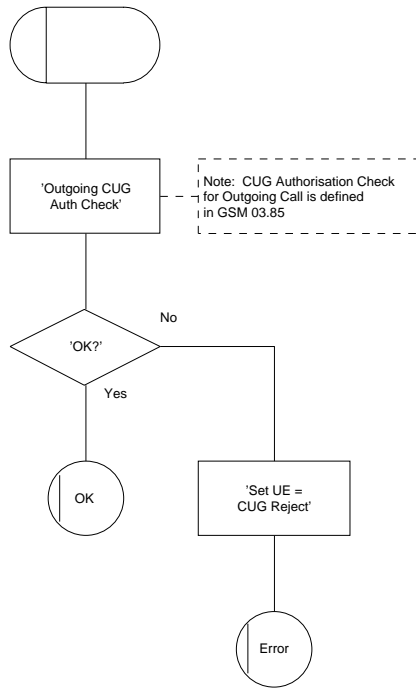 'Outgoing CUG
Auth Check'
Note:  CUG Authorisation Check
for Outgoing Call is defined
in GSM 03.85
No
'OK?'
Yes
OK
'Set UE =
CUG Reject'
Error